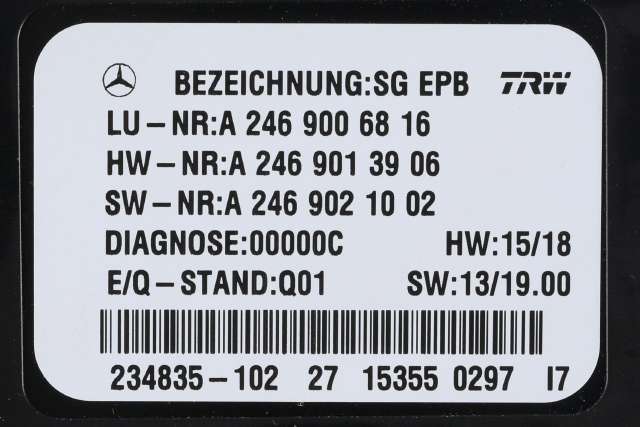 BEZEICHNUNG:SG EPB TRW
LU-NR:A 246 900 68 16
HW-NR:A 246 901 39 06
SW-NR:A 246 902 10 02
DIAGNOSE:00000C HW:15/18
E/Q-STAND:Q01 SW:13/19.00
234835-102 27 15355 0297 I7